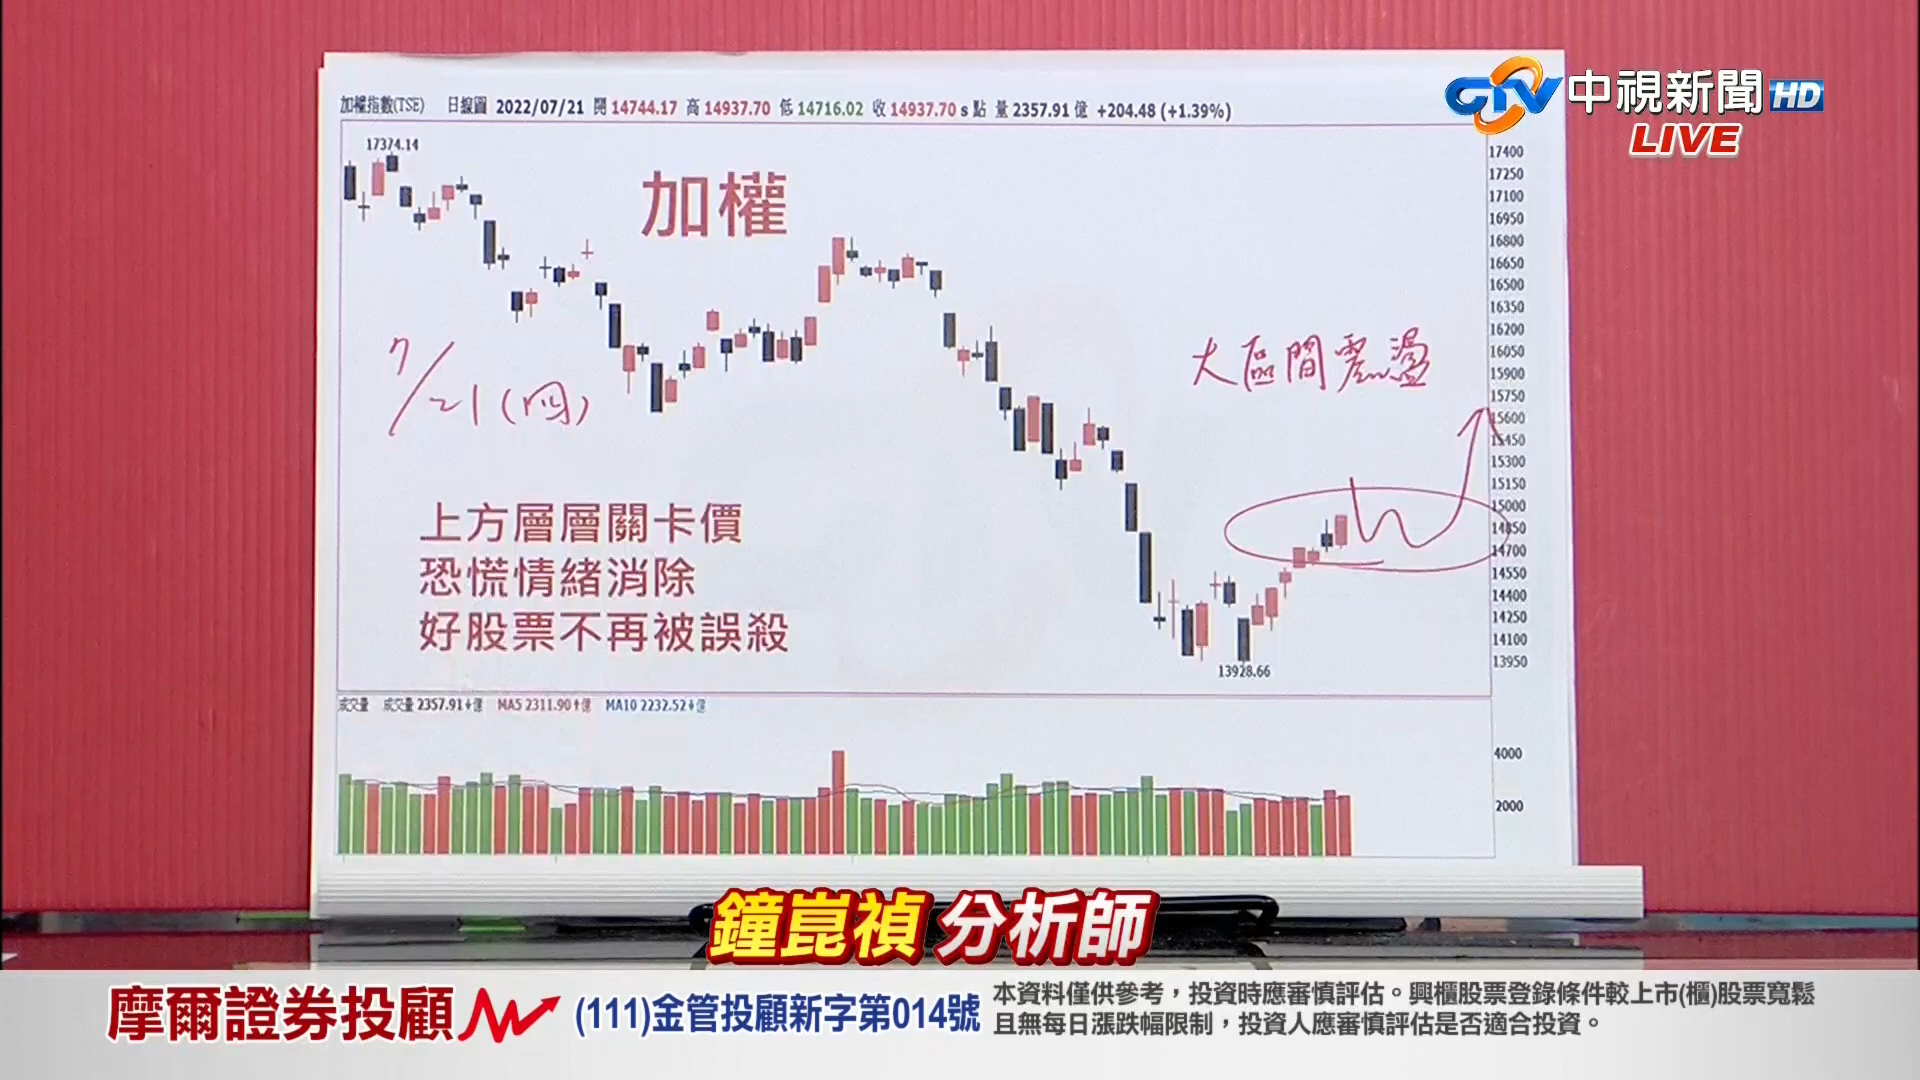 CTV 中視新聞 HD
LIVE
加權指數(TSE) 日線圖 2022/07/21 開 14744.17 高 14937.70 低 14716.02 收 14937.70 s 點 量 2357.91 億 +204.48 (+1.39%)
17374.14
加權
17400
17250
17100
16950
16800
16650
16500
16350
16200
16050
15900
15750
15600
15450
15300
15150
15000
14850
14700
14550
14400
14250
14100
13950
大區間震盪
7/21(四)
上方層層關卡價
恐慌情緒消除
好股票不再被誤殺
13928.66
成交量 成交量 2357.91↓億 MA5 2311.90↑億 MA10 2232.52↓億
4000
2000
鐘崑禎 分析師
摩爾證券投顧 (111)金管投顧新字第014號
本資料僅供參考，投資時應審慎評估。興櫃股票登錄條件較上市(櫃)股票寬鬆
且無每日漲跌幅限制，投資人應審慎評估是否適合投資。